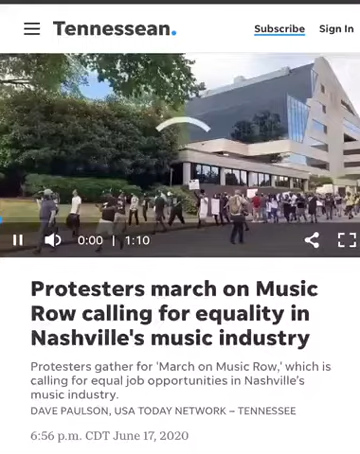 Tennessean.
Subscribe Sign In
0:00 | 1:10
Protesters march on Music
Row calling for equality in
Nashville's music industry
Protesters gather for 'March on Music Row,' which is
calling for equal job opportunities in Nashville's
music industry.
DAVE PAULSON, USA TODAY NETWORK – TENNESSEE
6:56 p.m. CDT June 17, 2020